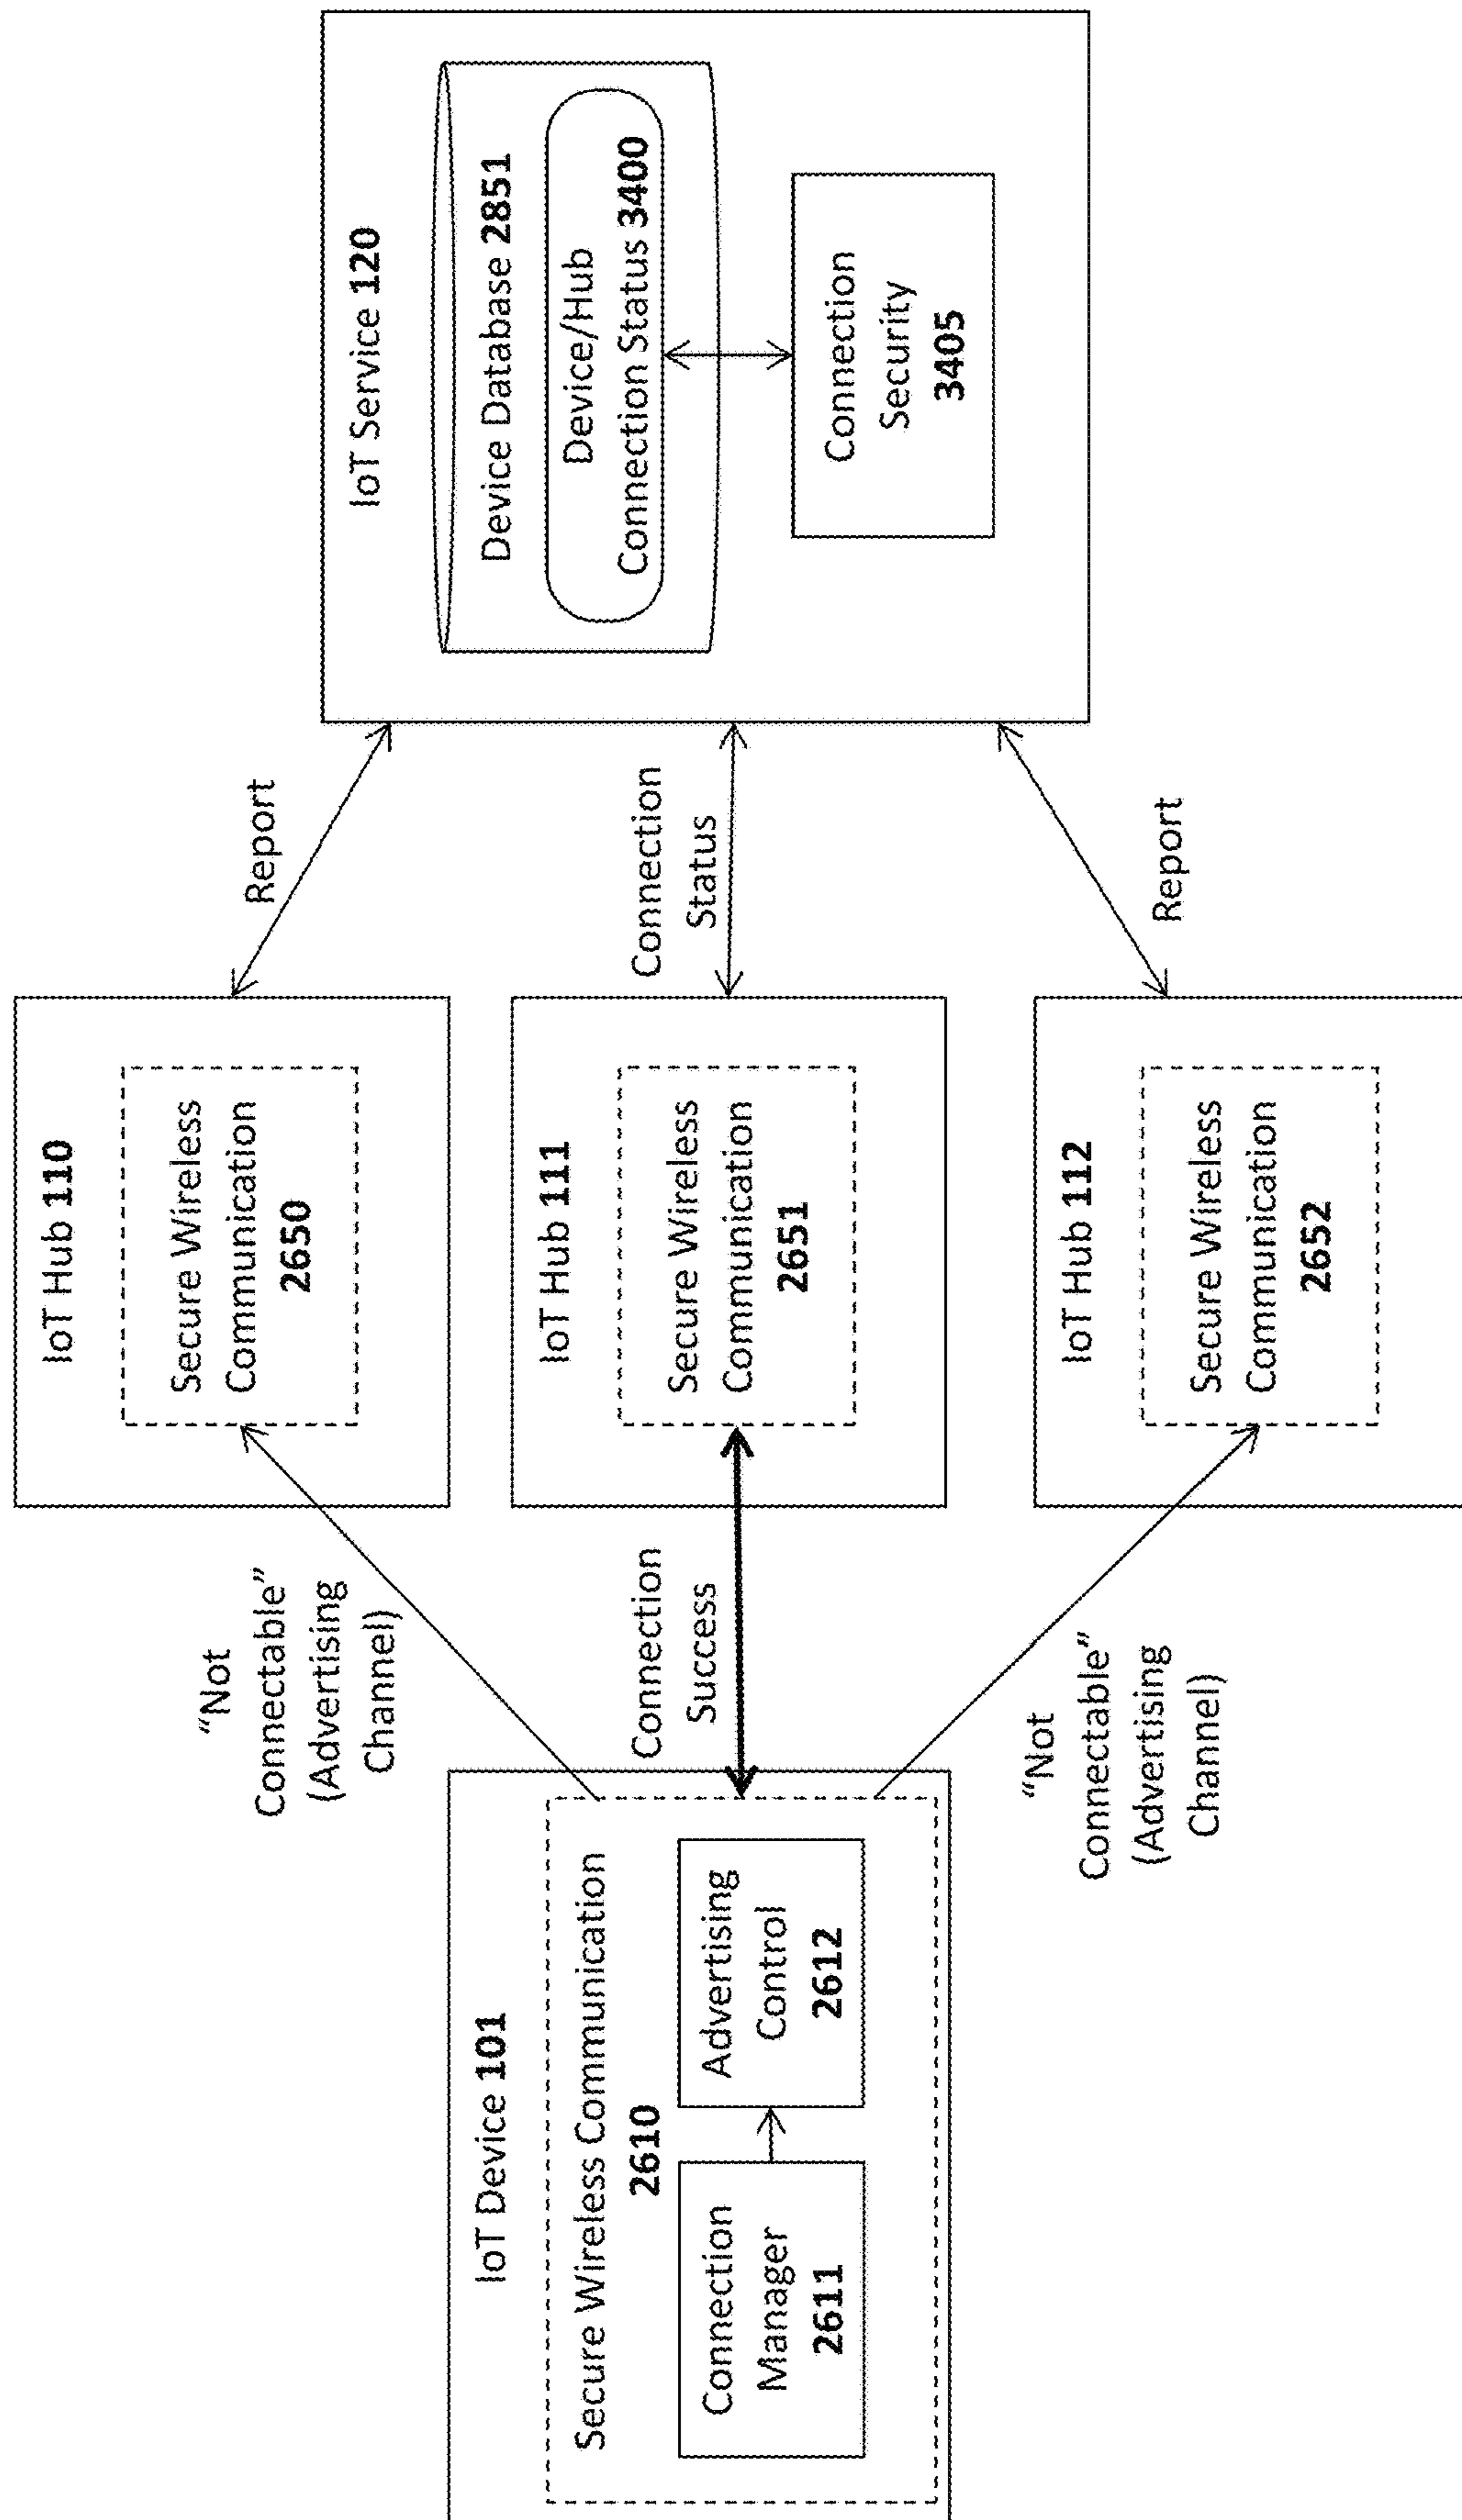 IoT Device 101
Secure Wireless Communication
2610
Connection
Manager
2611
Advertising
Control
2612
“Not
Connectable”
(Advertising
Channel)
Connection
Success
“Not
Connectable”
(Advertising
Channel)
IoT Hub 110
Secure Wireless
Communication
2650
IoT Hub 111
Secure Wireless
Communication
2651
IoT Hub 112
Secure Wireless
Communication
2652
Report
Connection
Status
Report
IoT Service 120
Device Database 2851
Device/Hub
Connection Status 3400
Connection
Security
3405